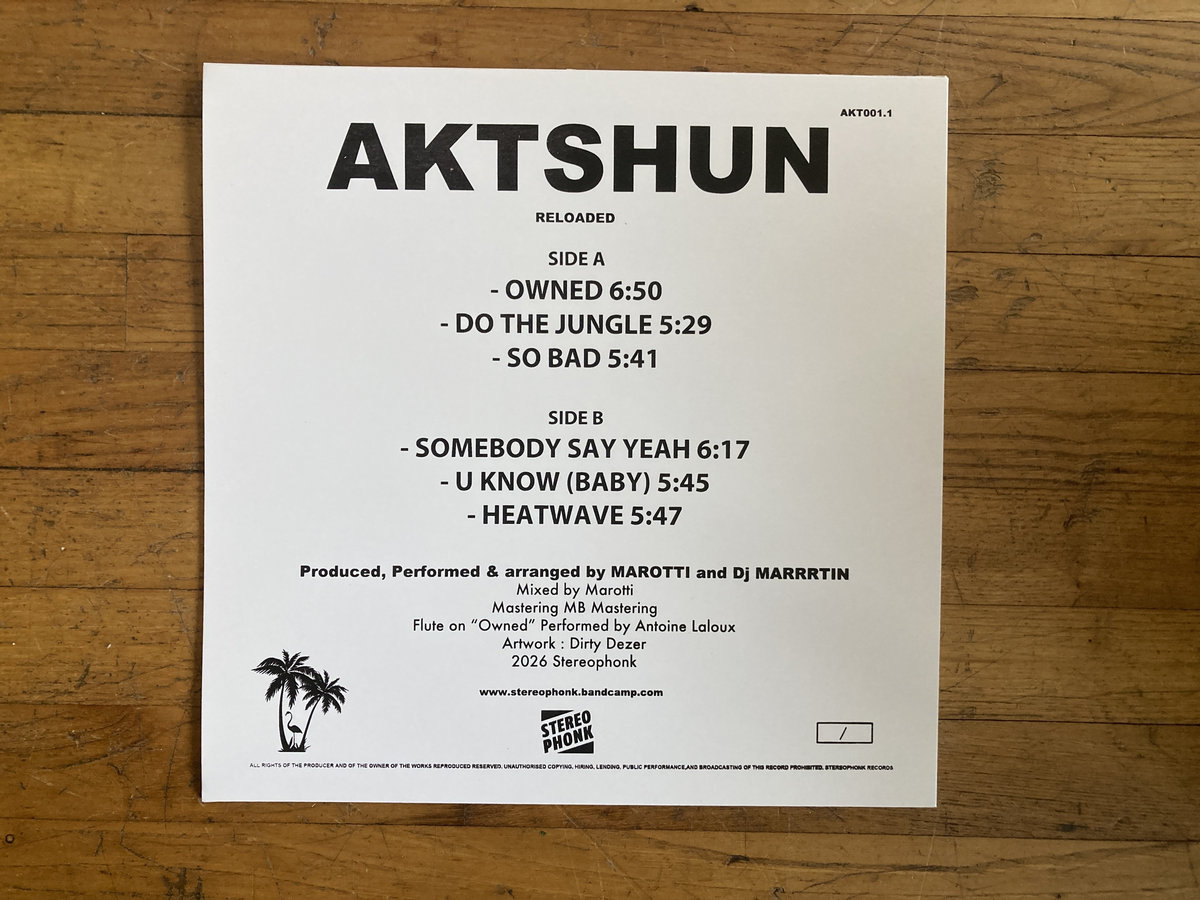 AKT001.1
AKTSHUN
RELOADED
SIDE A
- OWNED 6:50
- DO THE JUNGLE 5:29
- SO BAD 5:41
SIDE B
- SOMEBODY SAY YEAH 6:17
- U KNOW (BABY) 5:45
- HEATWAVE 5:47
Produced, Performed & arranged by MAROTTI and Dj MARRRTIN
Mixed by Marotti
Mastering MB Mastering
Flute on “Owned” Performed by Antoine Laloux
Artwork : Dirty Dezer
2026 Stereophonk
www.stereophonk.bandcamp.com
STEREO
PHONK
/
ALL RIGHTS OF THE PRODUCER AND OF THE OWNER OF THE WORKS REPRODUCED RESERVED. UNAUTHORISED COPYING, HIRING, LENDING, PUBLIC PERFORMANCE,AND BROADCASTING OF THIS RECORD PROHIBITED. STEREOPHONK RECORDS